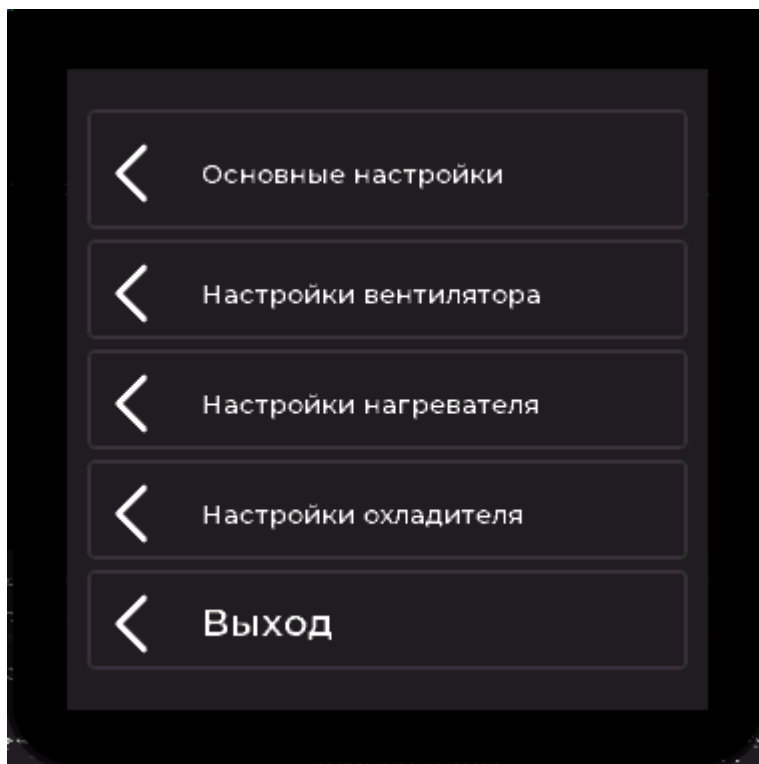 Основные настройки
Настройки вентилятора
Настройки нагревателя
Настройки охладителя
Выход